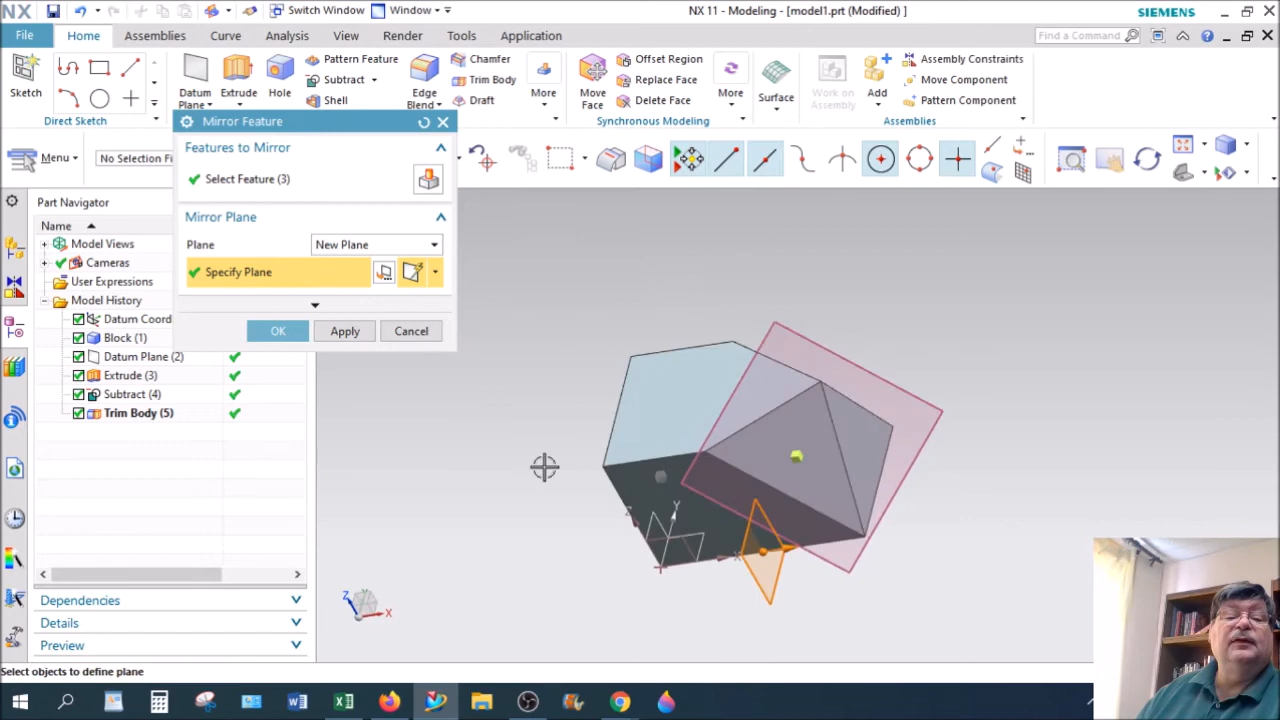 NX
Switch Window
Window
NX 11 - Modeling - [model1.prt (Modified) ]
SIEMENS
File
Home
Assemblies
Curve
Analysis
View
Render
Tools
Application
Find a Command
Sketch
Direct Sketch
Datum
Plane
Extrude
Hole
Pattern Feature
Subtract
Shell
Edge
Blend
Chamfer
Trim Body
Draft
More
Move
Face
Offset Region
Replace Face
Delete Face
More
Synchronous Modeling
Surface
Work on
Assembly
Add
Assembly Constraints
Move Component
Pattern Component
Assemblies
Menu
No Selection Fi
Mirror Feature
Features to Mirror
Select Feature (3)
Mirror Plane
Plane
New Plane
Specify Plane
OK
Apply
Cancel
Part Navigator
Name
Model Views
Cameras
User Expressions
Model History
Datum Coord
Block (1)
Datum Plane (2)
Extrude (3)
Subtract (4)
Trim Body (5)
Dependencies
Details
Preview
Y
X
Z
Z
Y
X
Select objects to define plane